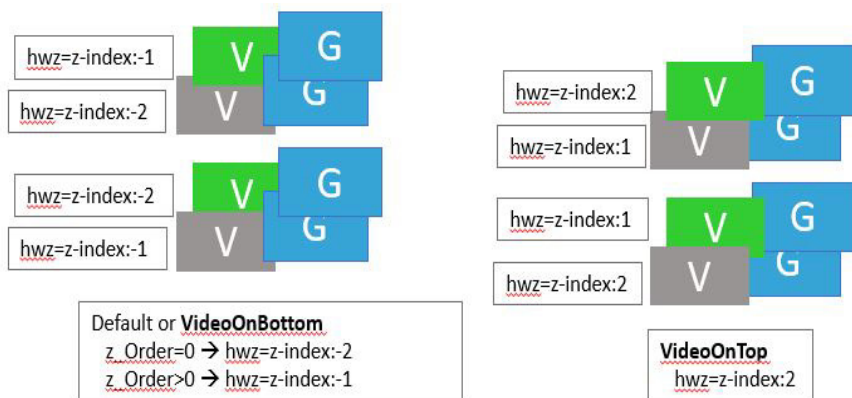 hwz=z-index:-1
V
G
hwz=z-index:-2
V
G
hwz=z-index:-2
V
G
hwz=z-index:-1
V
G
Default or VideoOnBottom
z_Order=0 → hwz=z-index:-2
z_Order>0 → hwz=z-index:-1
hwz=z-index:2
V
G
hwz=z-index:1
V
G
hwz=z-index:1
V
G
hwz=z-index:2
V
G
VideoOnTop
hwz=z-index:2